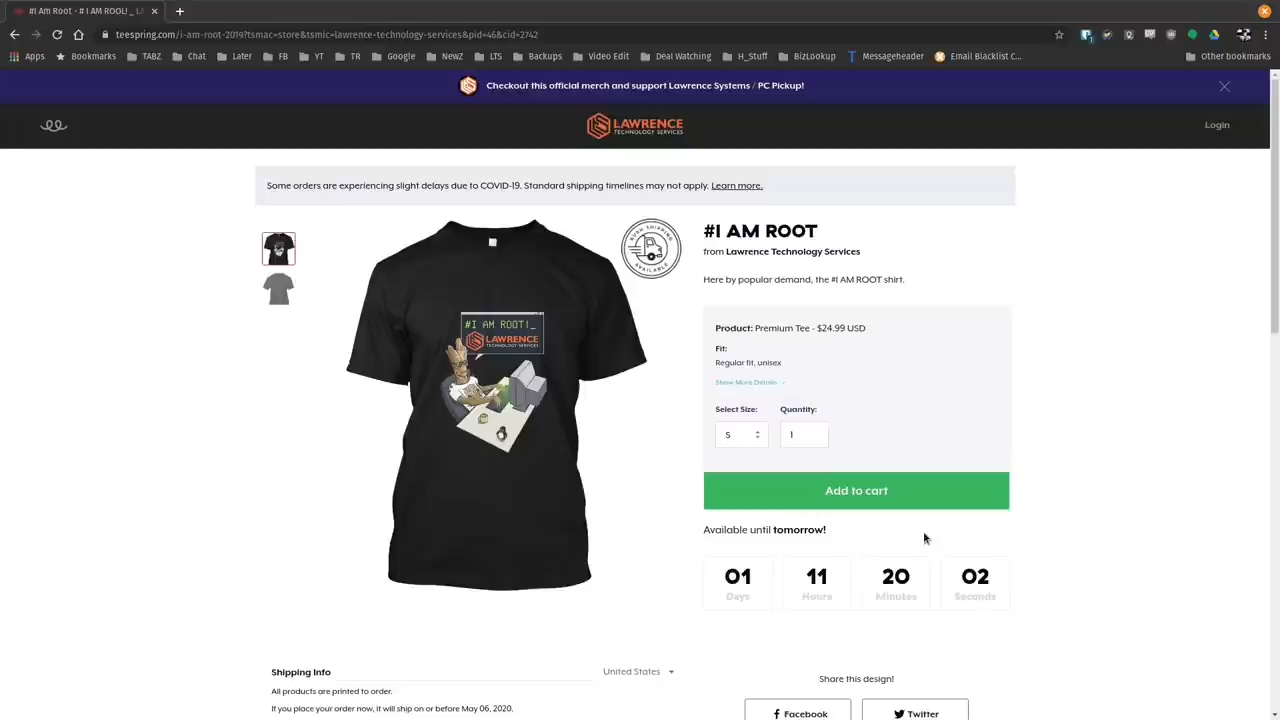 #I Am Root - #I AM ROOL! _ L
teespring.com/i-am-root-2019?tsmac=store&tsmic=lawrence-technology-services&pid=46&cid=2742
Apps Bookmarks TABZ Chat Later FB YT TR Google NewZ LTS Backups Video Edit Deal Watching H_Stuff BizLookup Messageheader Email Blacklist C... Other bookmarks
Checkout this official merch and support Lawrence Systems / PC Pickup!
LAWRENCE
TECHNOLOGY SERVICES
Login
Some orders are experiencing slight delays due to COVID-19. Standard shipping timelines may not apply. Learn more.
RUSH SHIPPING
AVAILABLE
#I AM ROOT!_
LAWRENCE
TECHNOLOGY SERVICES
#I AM ROOT
from Lawrence Technology Services
Here by popular demand, the #I AM ROOT shirt.
Product: Premium Tee - $24.99 USD
Fit:
Regular fit, unisex
Show More Details
Select Size: Quantity:
S 1
Add to cart
Available until tomorrow!
01 11 20 02
Days Hours Minutes Seconds
Shipping Info United States
All products are printed to order.
If you place your order now, it will ship on or before May 06, 2020.
Share this design!
Facebook Twitter